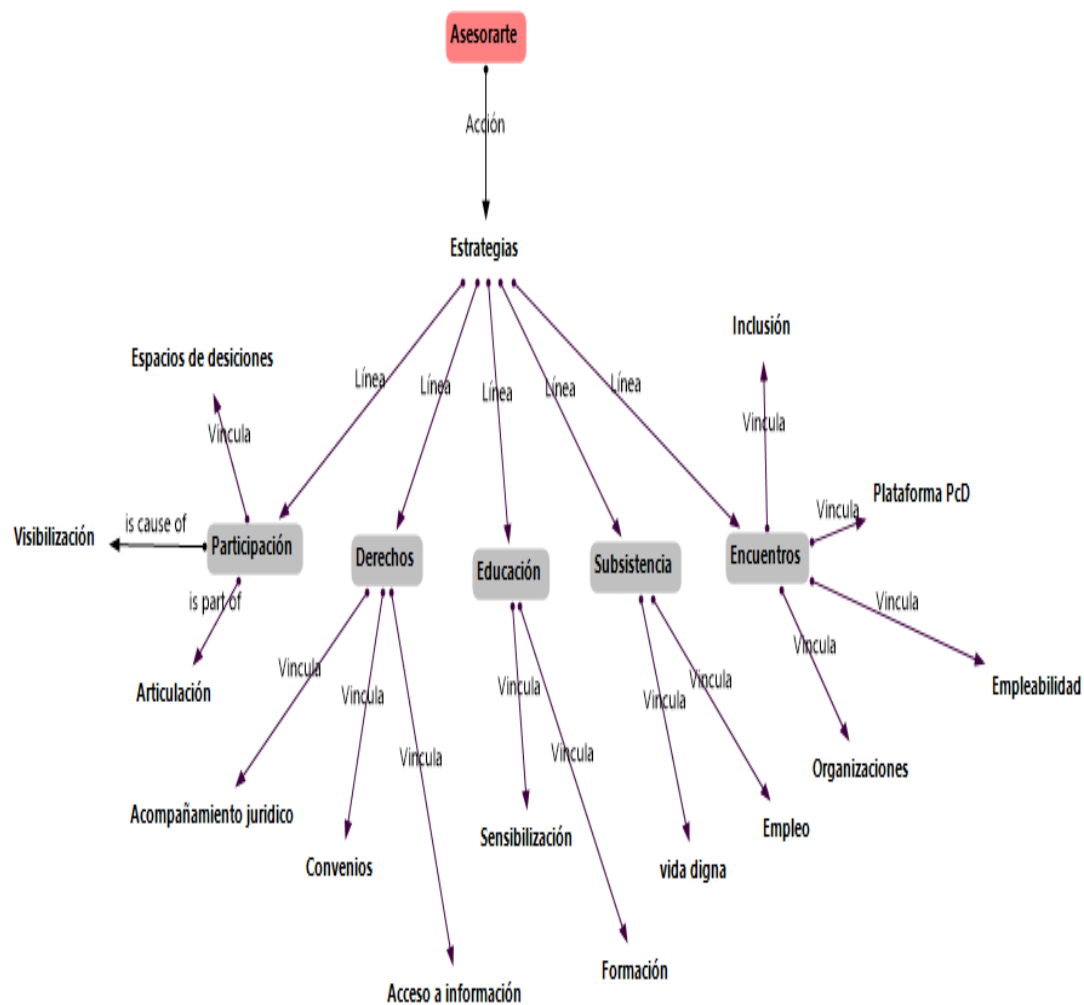 Asesorarte
Acción
Estrategias
Inclusión
Espacios de desiciones
Línea
Línea
Línea
Línea
Línea
Vincula
Vincula
Plataforma PcD
Vincula
Visibilización
is cause of
Participación
Derechos
Educación
Subsistencia
Encuentros
is part of
Vincula
Articulación
Vincula
Vincula
Vincula
Vincula
Vincula
Empleabilidad
Vincula
Vincula
Vincula
Organizaciones
Acompañamiento juridico
Sensibilización
Empleo
Convenios
vida digna
Formación
Acceso a información